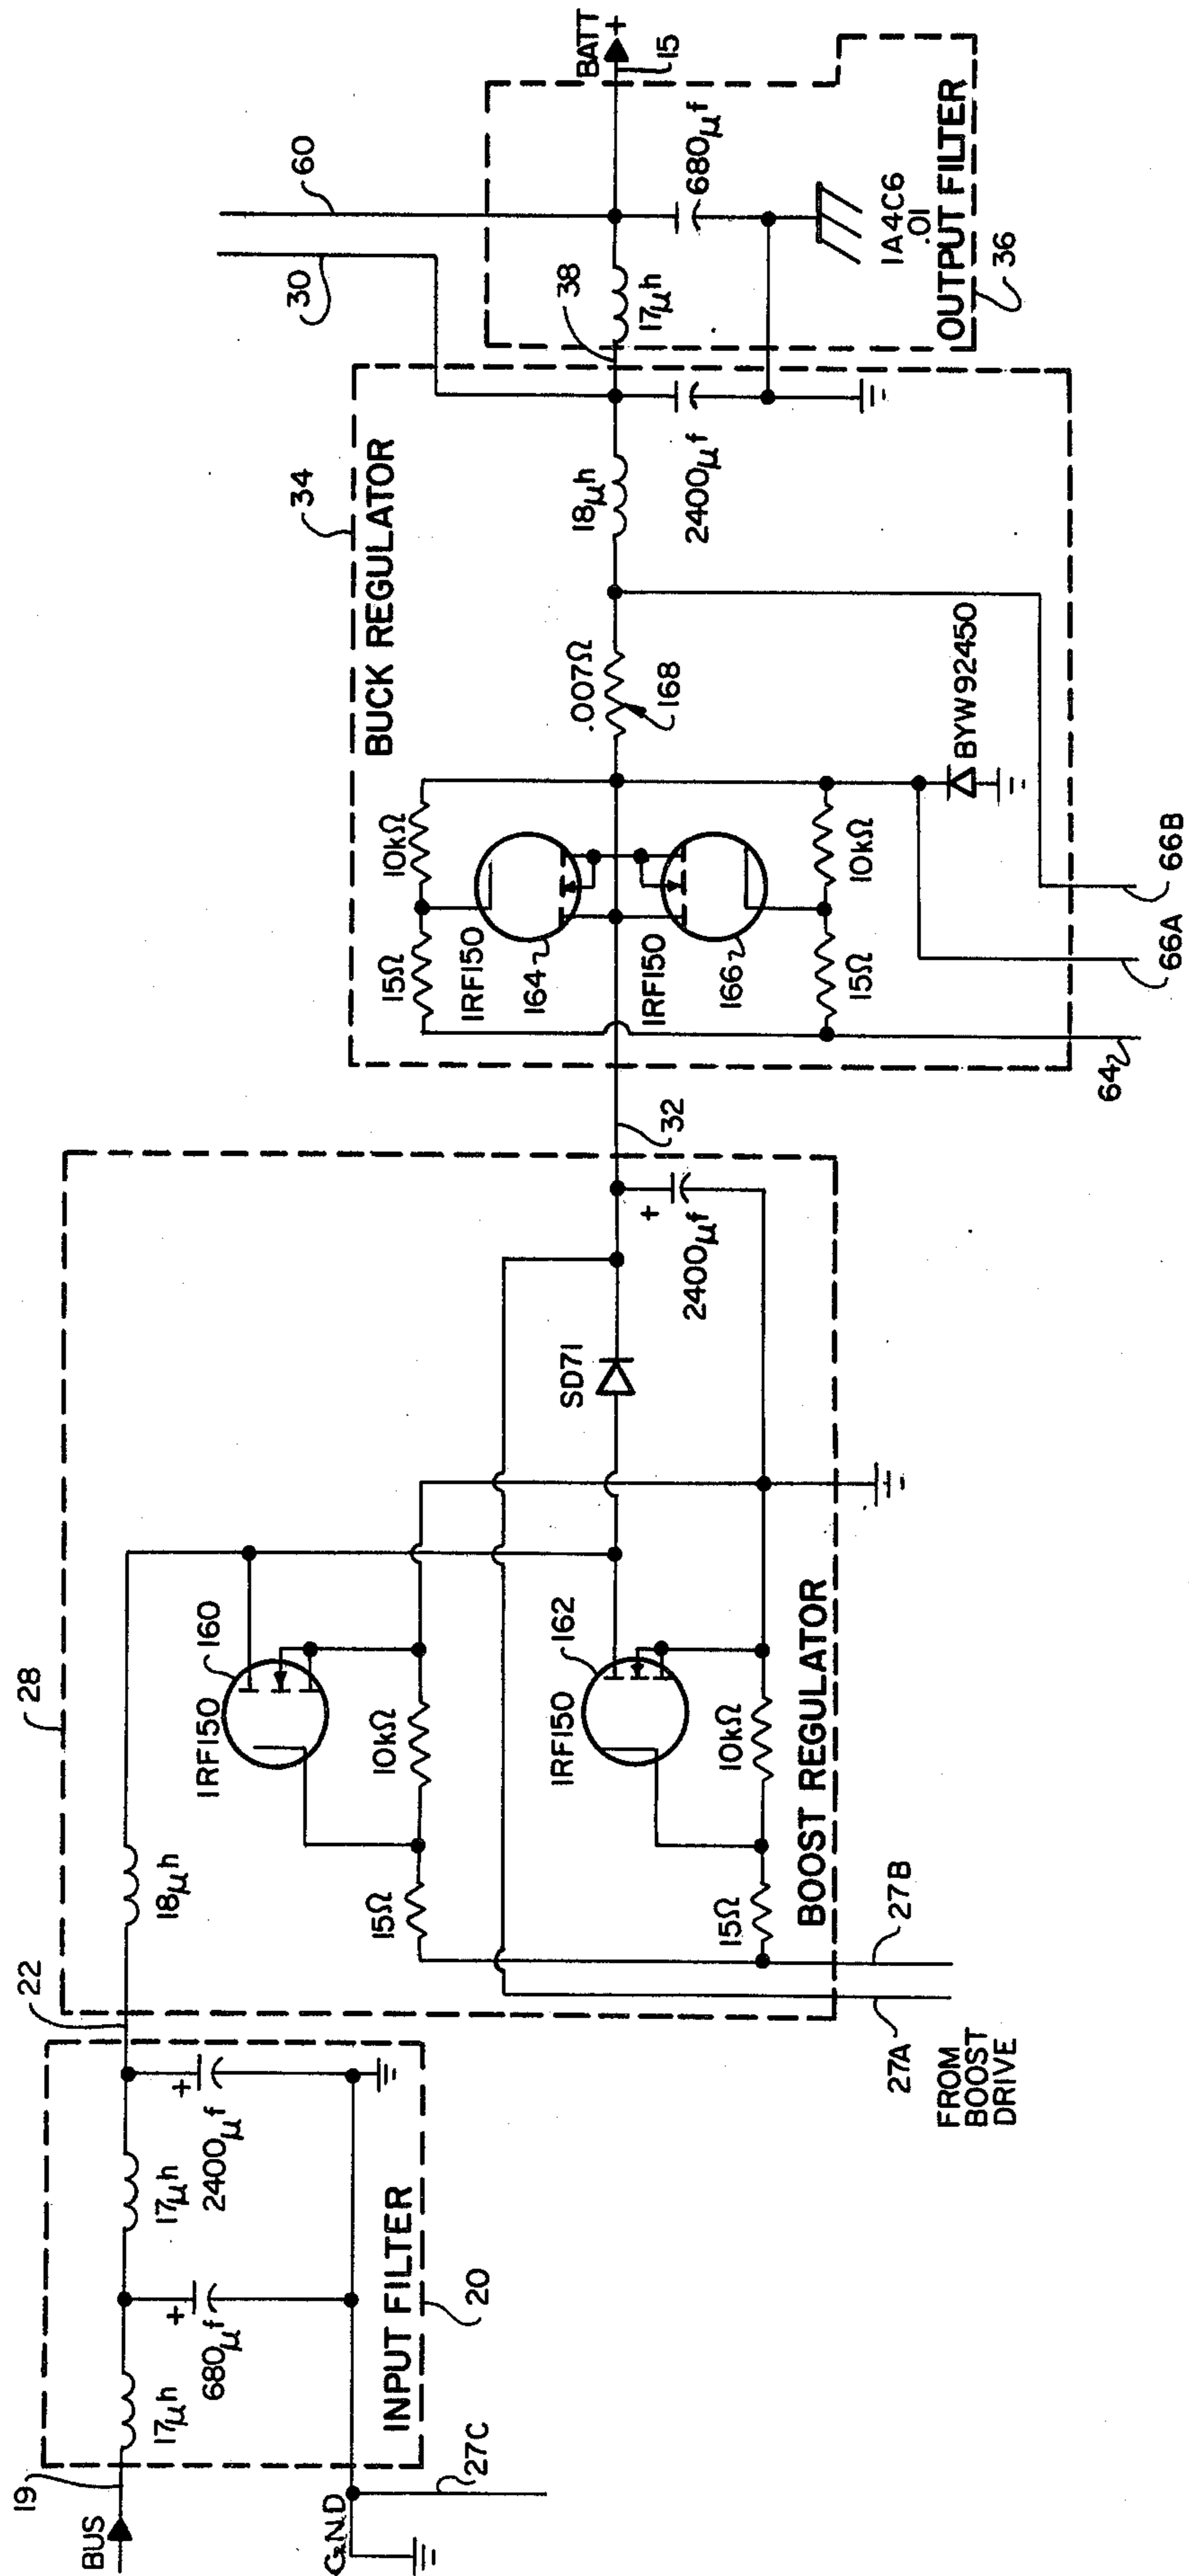 BUS
19
17µh
680µf
+
17µh
2400µf
+
GND
27C
INPUT FILTER
20
22
28
18µh
IRF150
160
15Ω
10kΩ
IRF150
162
15Ω
10kΩ
SD71
+
2400µf
BOOST REGULATOR
27A
27B
FROM
BOOST
DRIVE
32
34
BUCK REGULATOR
15Ω
10kΩ
IRF150
164
IRF150
166
15Ω
10kΩ
.007Ω
168
BYW92450
18µh
2400µf
64
66A
66B
30
60
38
17µh
680µf
1A4C6
.01
OUTPUT FILTER
36
BATT
+
15